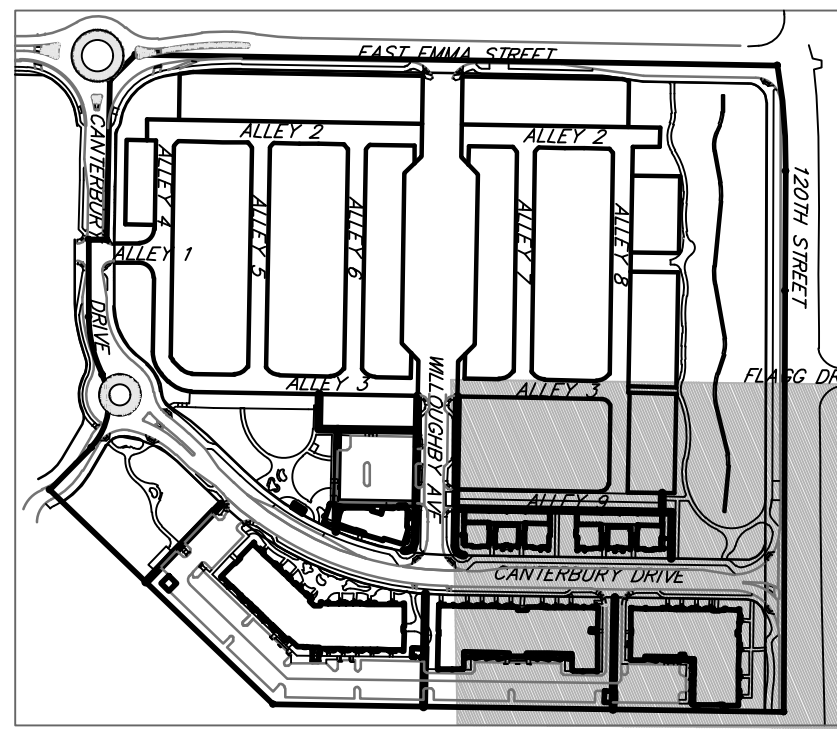 EAST EMMA STREET
ALLEY 2
ALLEY 2
CANTERBURY
DRIVE
ALLEY 4
ALLEY 1
ALLEY 5
ALLEY 6
ALLEY 7
ALLEY 8
120TH STREET
ALLEY 3
ALLEY 3
FLAGG DR
WILLOUGHBY AVE
ALLEY 9
CANTERBURY DRIVE